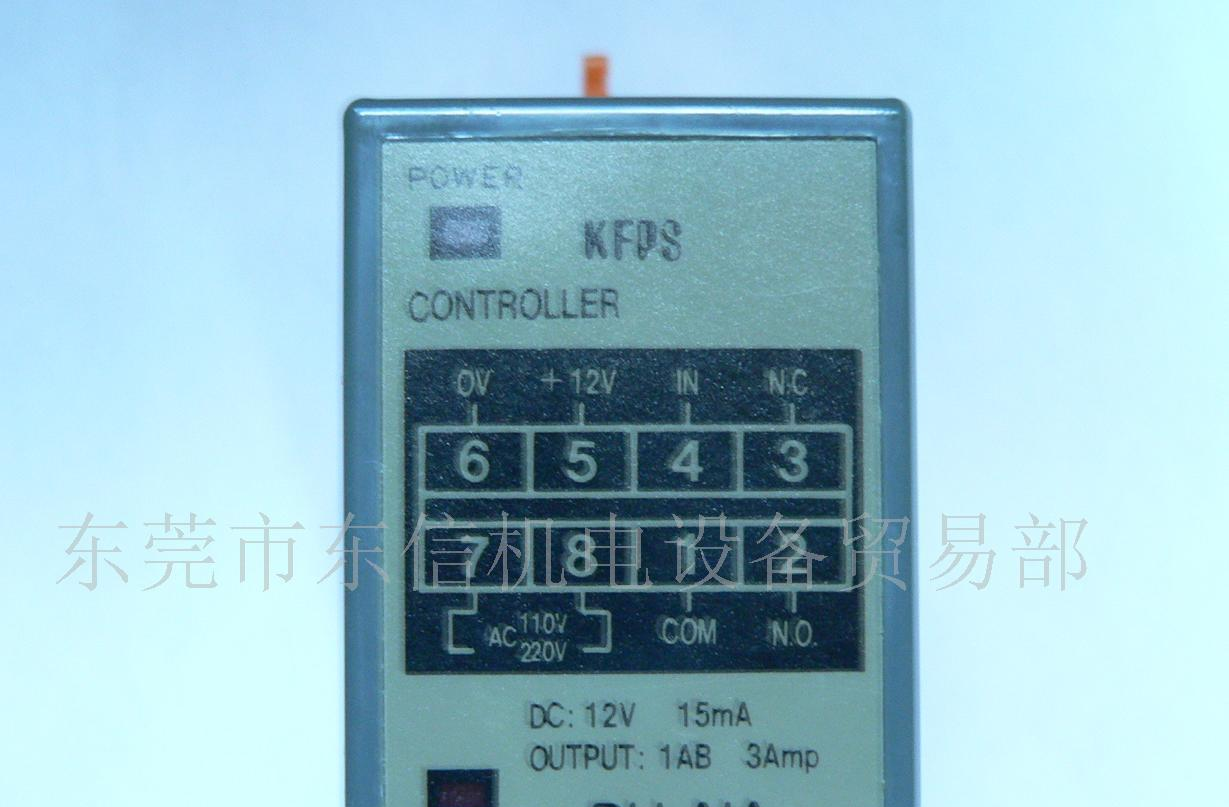 POWER
KFPS
CONTROLLER
0V +12V IN N.C.
6 5 4 3
东莞市东信机电设备贸易部
7 8 1 2
AC 110V 220V COM N.O.
DC: 12V 15mA
OUTPUT: 1AB 3Amp